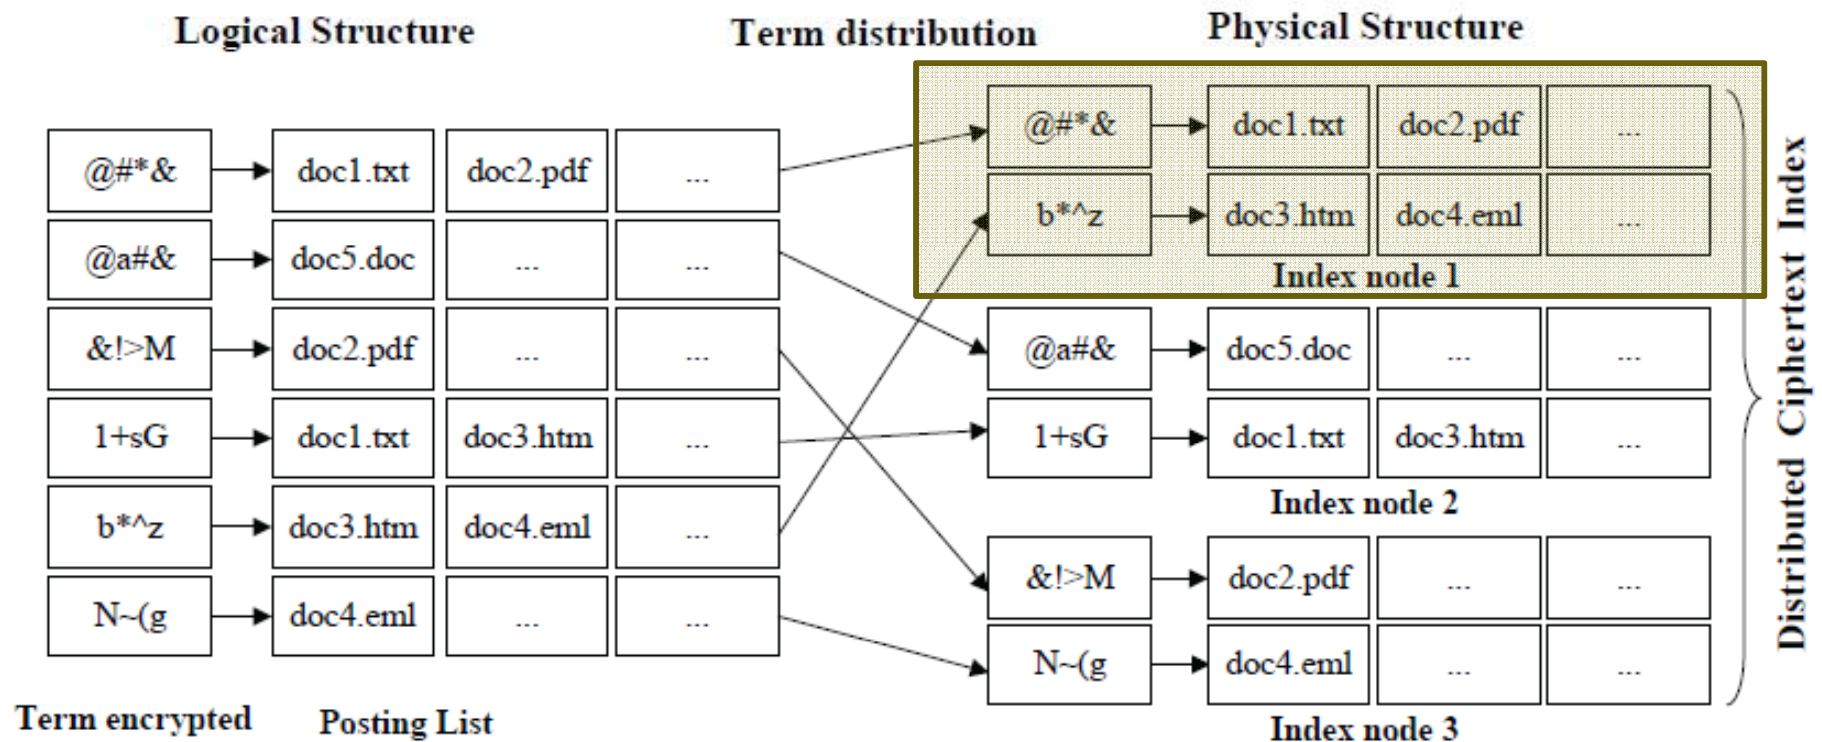 Logical Structure
Term distribution
Physical Structure
@#*& doc1.txt doc2.pdf ...
@a#& doc5.doc ... ...
&!>M doc2.pdf ... ...
1+sG doc1.txt doc3.htm ...
b*^z doc3.htm doc4.eml ...
N~(g doc4.eml ... ...
Term encrypted
Posting List
@#*& doc1.txt doc2.pdf ...
b*^z doc3.htm doc4.eml ...
Index node 1
@a#& doc5.doc ... ...
1+sG doc1.txt doc3.htm ...
Index node 2
&!>M doc2.pdf ... ...
N~(g doc4.eml ... ...
Index node 3
Distributed Ciphertext Index